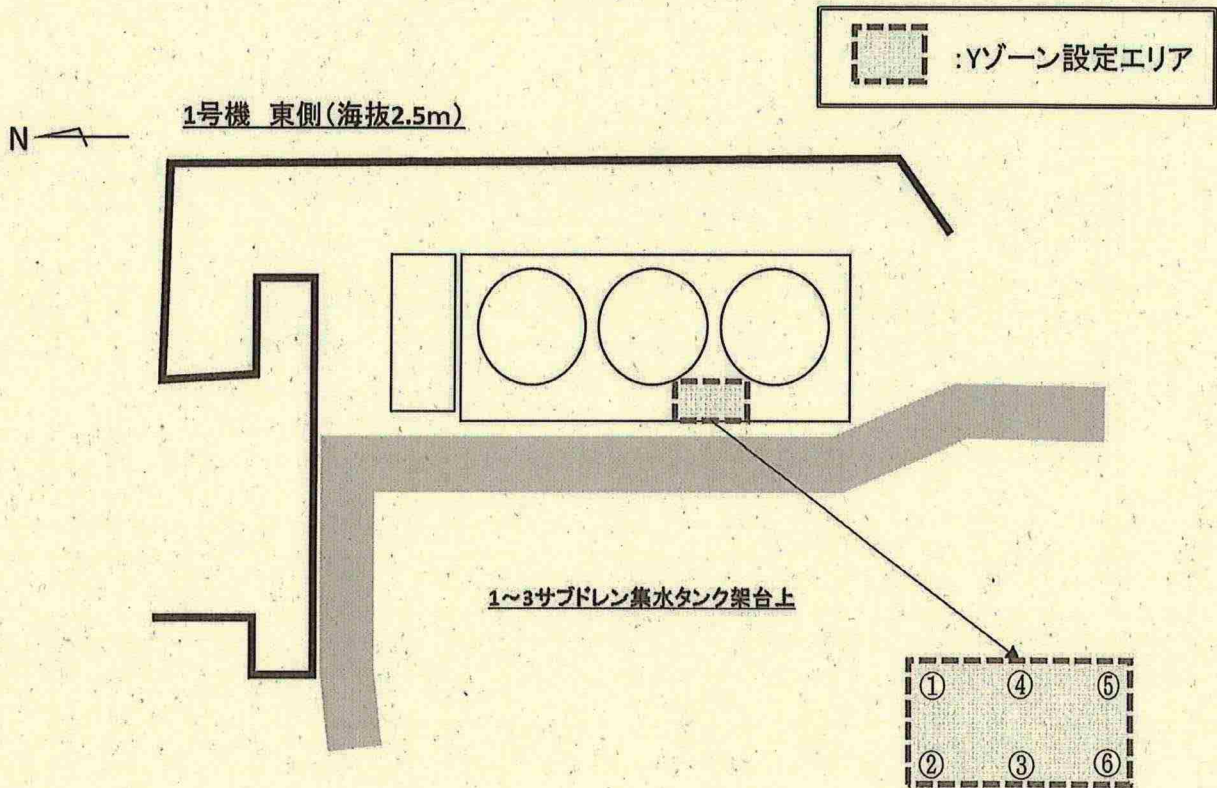 :Yゾーン設定エリア
1号機 東側(海抜2.5m)
N
1~3サブドレン集水タンク架台上
① ④ ⑤
② ③ ⑥